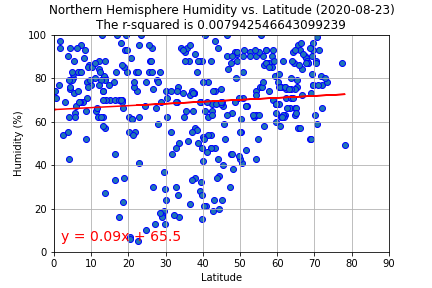 Northern Hemisphere Humidity vs. Latitude (2020-08-23)
The r-squared is 0.007942546643099239
100
80
60
40
20
0
Humidity (%)
y = 0.09x + 65.5
0 10 20 30 40 50 60 70 80 90
Latitude